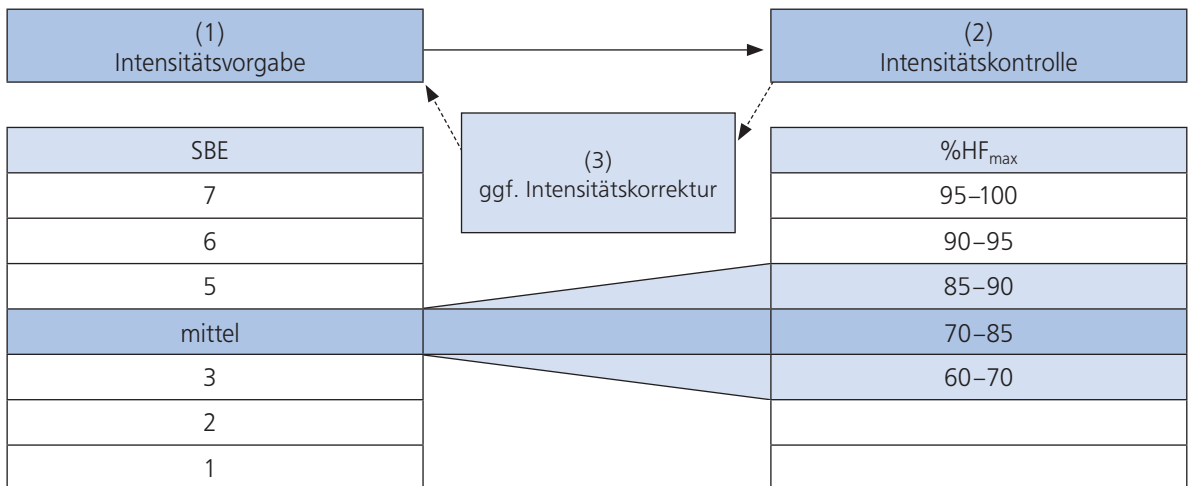 (1)
Intensitätsvorgabe
(2)
Intensitätskontrolle
(3)
ggf. Intensitätskorrektur
SBE
%HFmax
7
95–100
6
90–95
5
85–90
mittel
70–85
3
60–70
2
1